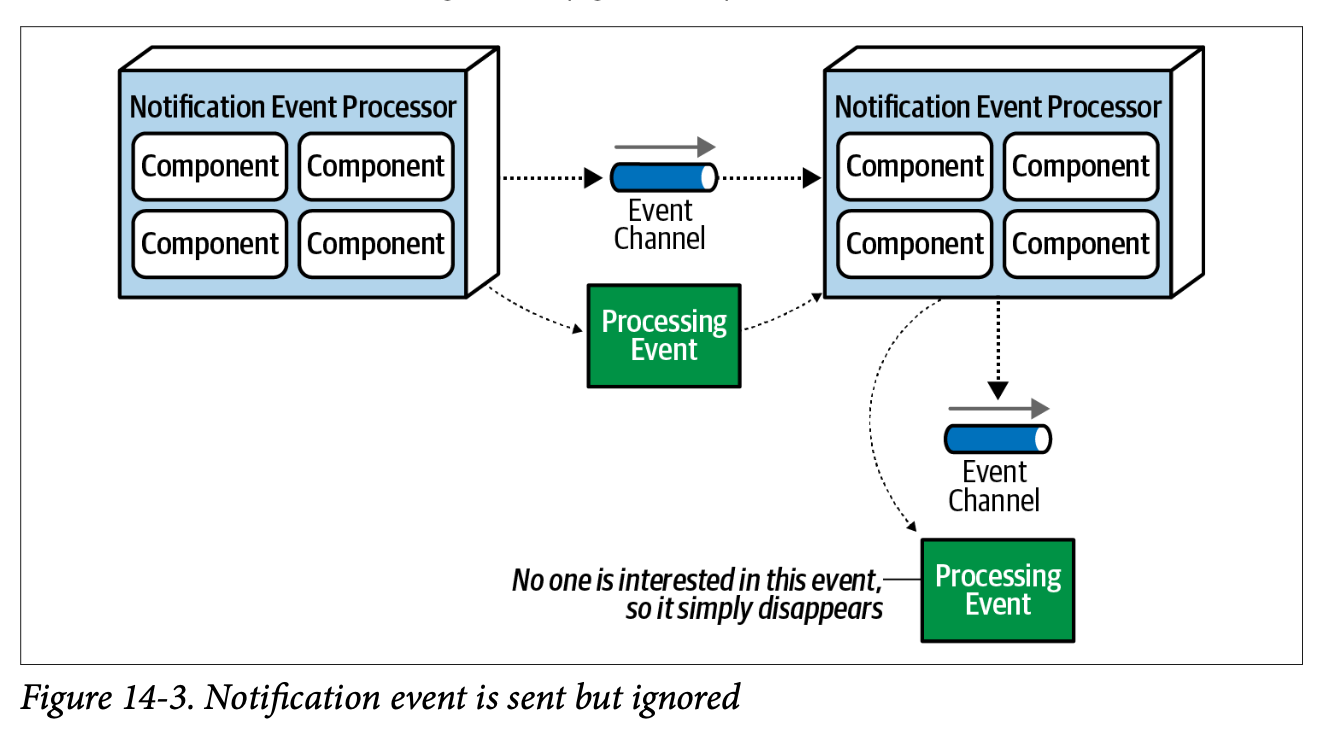 Notification Event Processor
Component Component
Component Component
Event
Channel
Processing
Event
Notification Event Processor
Component Component
Component Component
Event
Channel
No one is interested in this event,
so it simply disappears
Processing
Event
Figure 14-3. Notification event is sent but ignored